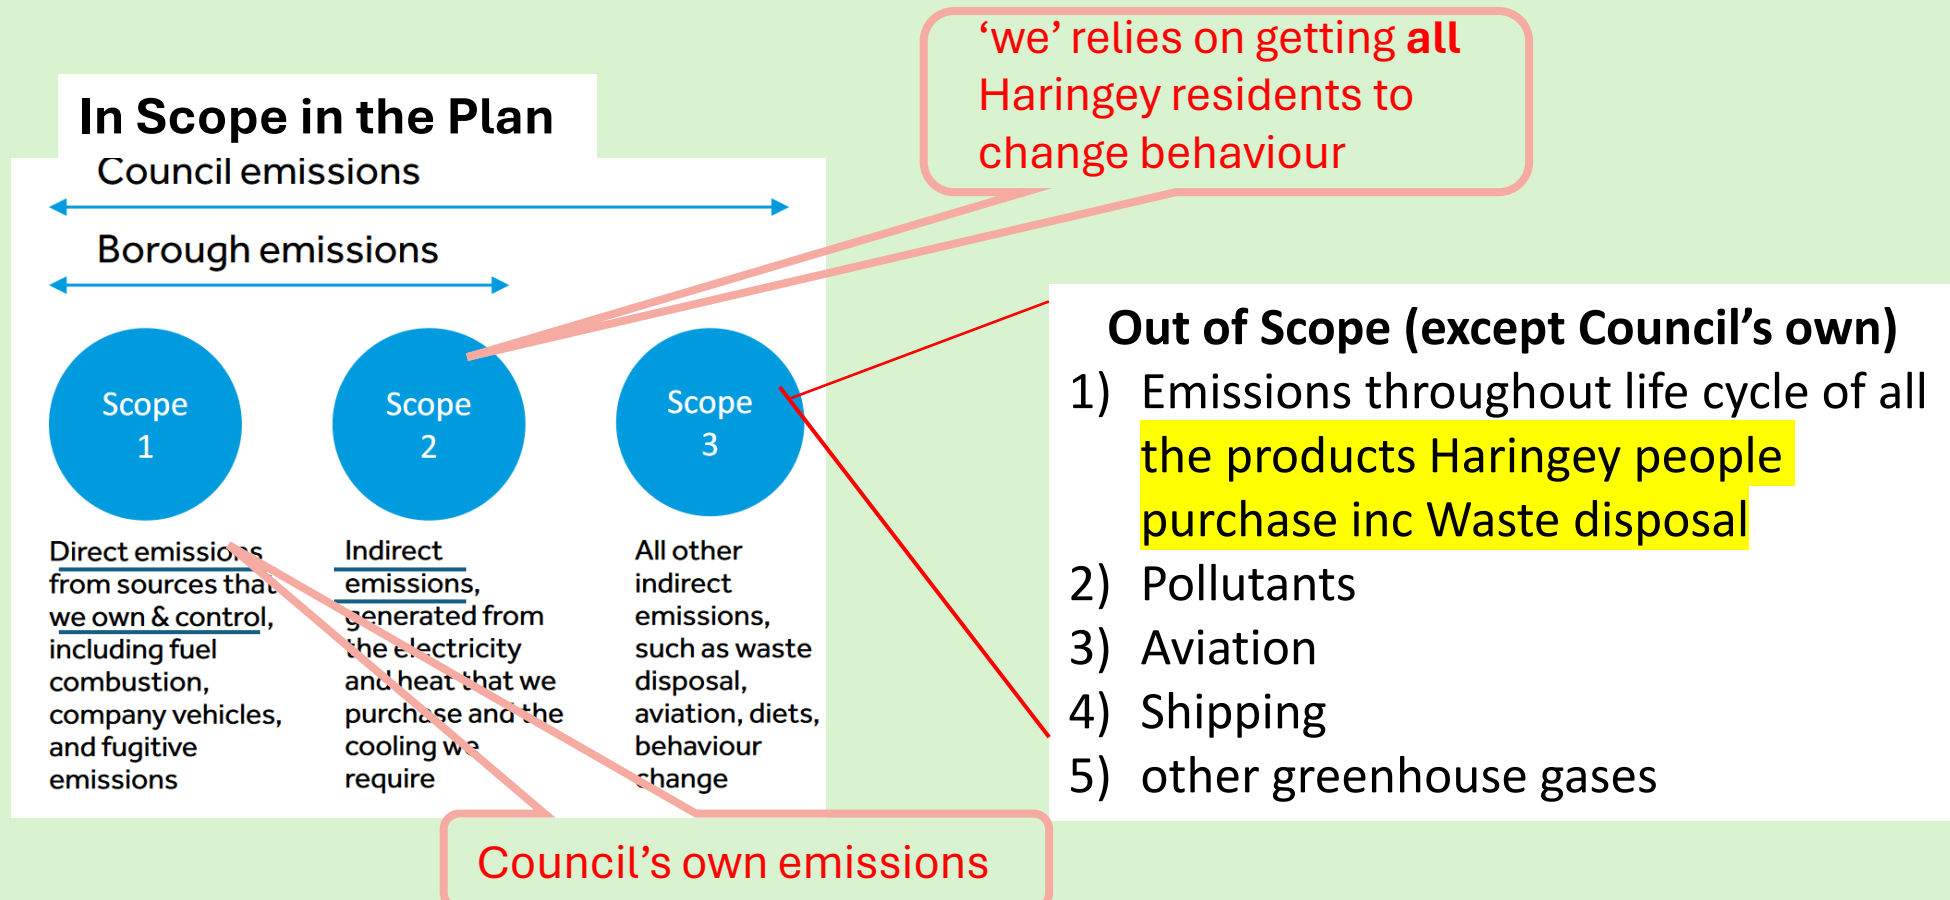 ‘we’ relies on getting all
Haringey residents to
change behaviour
In Scope in the Plan
Council emissions
Borough emissions
Scope
1
Scope
2
Scope
3
Direct emissions
from sources that
we own & control,
including fuel
combustion,
company vehicles,
and fugitive
emissions
Indirect
emissions,
generated from
the electricity
and heat that we
purchase and the
cooling we
require
All other
indirect
emissions,
such as waste
disposal,
aviation, diets,
behaviour
change
Out of Scope (except Council’s own)
1) Emissions throughout life cycle of all
the products Haringey people
purchase inc Waste disposal
2) Pollutants
3) Aviation
4) Shipping
5) other greenhouse gases
Council’s own emissions